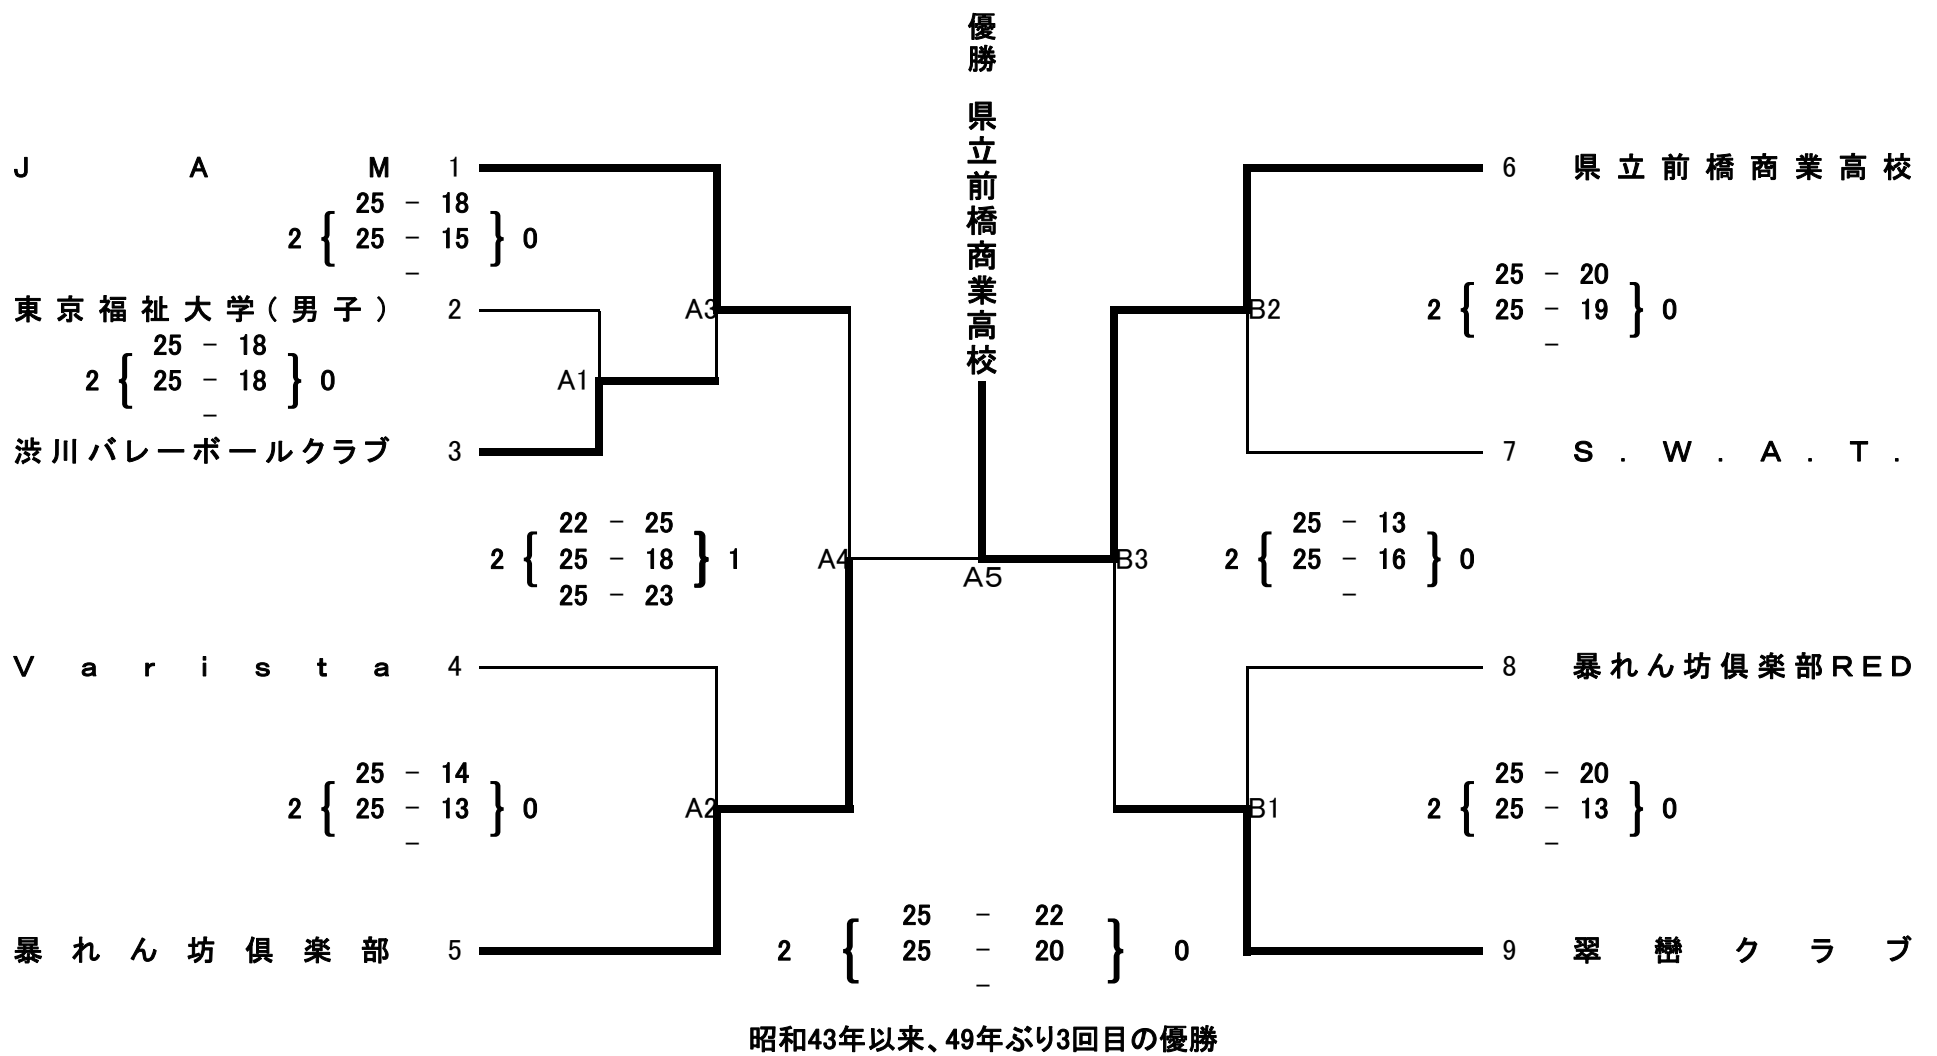 優勝 県立前橋商業高校
JAM 1
25 - 18
2 { 25 - 15 } 0
-
東京福祉大学(男子) 2
25 - 18
2 { 25 - 18 } 0
-
渋川バレーボールクラブ 3
A1
A3
22 - 25
2 { 25 - 18 } 1
25 - 23
A4
Varista 4
25 - 14
2 { 25 - 13 } 0
-
A2
暴れん坊倶楽部 5
A5
25 - 22
2 { 25 - 20 } 0
-
6 県立前橋商業高校
25 - 20
2 { 25 - 19 } 0
-
B2
7 S.W.A.T.
25 - 13
2 { 25 - 16 } 0
-
B3
8 暴れん坊倶楽部RED
25 - 20
2 { 25 - 13 } 0
-
B1
9 翠巒クラブ
昭和43年以来、49年ぶり3回目の優勝